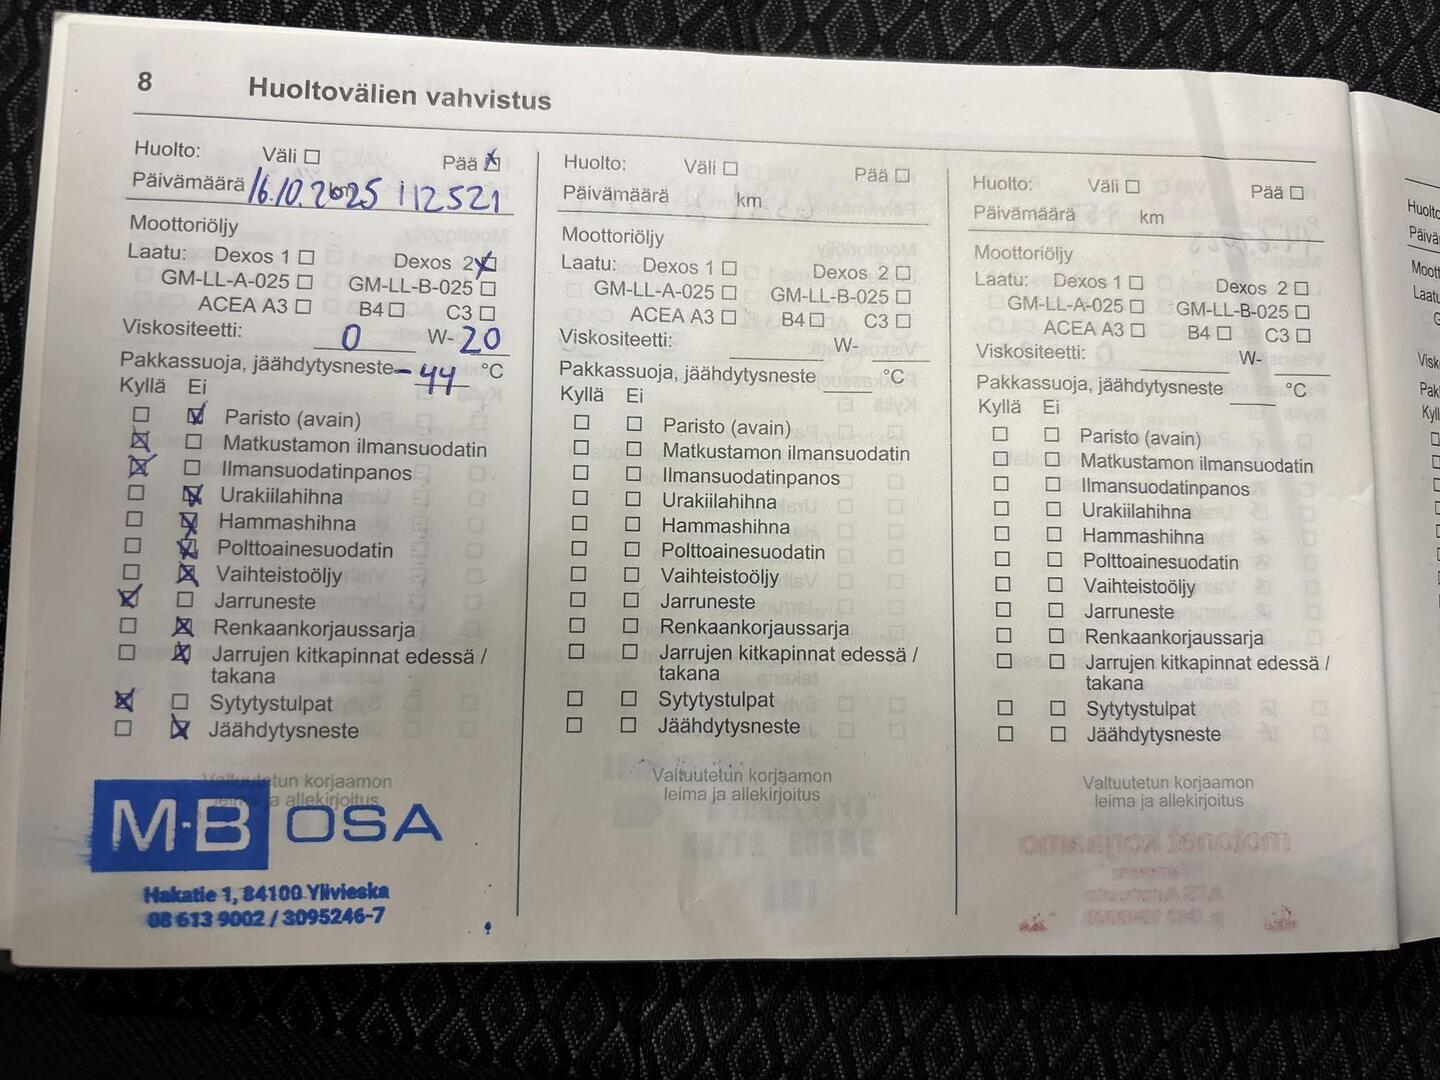 8 Huoltovälien vahvistus
Huolto: Väli ☐ Pää ☒
Päivämäärä 16.10.2025 km 112521
Moottoriöljy
Laatu: Dexos 1 ☐ Dexos 2 ☒
GM-LL-A-025 ☐ GM-LL-B-025 ☐
ACEA A3 ☐ B4 ☐ C3 ☐
Viskositeetti: 0 W- 20
Pakkassuoja, jäähdytysneste -44 °C
Kyllä Ei
☐ ☒ Paristo (avain)
☒ ☐ Matkustamon ilmansuodatin
☒ ☐ Ilmansuodatinpanos
☐ ☒ Urakiilahihna
☐ ☒ Hammashihna
☐ ☒ Polttoainesuodatin
☐ ☒ Vaihteistoöljy
☒ ☐ Jarruneste
☐ ☒ Renkaankorjaussarja
☐ ☒ Jarrujen kitkapinnat edessä /
takana
☒ ☐ Sytytystulpat
☐ ☒ Jäähdytysneste
Valtuutetun korjaamon
leima ja allekirjoitus
M-B OSA
Hakatie 1, 84100 Ylivieska
08 613 9002 / 3095246-7
Huolto: Väli ☐ Pää ☐
Päivämäärä km
Moottoriöljy
Laatu: Dexos 1 ☐ Dexos 2 ☐
GM-LL-A-025 ☐ GM-LL-B-025 ☐
ACEA A3 ☐ B4 ☐ C3 ☐
Viskositeetti: W-
Pakkassuoja, jäähdytysneste °C
Kyllä Ei
☐ ☐ Paristo (avain)
☐ ☐ Matkustamon ilmansuodatin
☐ ☐ Ilmansuodatinpanos
☐ ☐ Urakiilahihna
☐ ☐ Hammashihna
☐ ☐ Polttoainesuodatin
☐ ☐ Vaihteistoöljy
☐ ☐ Jarruneste
☐ ☐ Renkaankorjaussarja
☐ ☐ Jarrujen kitkapinnat edessä /
takana
☐ ☐ Sytytystulpat
☐ ☐ Jäähdytysneste
Valtuutetun korjaamon
leima ja allekirjoitus
Huolto: Väli ☐ Pää ☐
Päivämäärä km
Moottoriöljy
Laatu: Dexos 1 ☐ Dexos 2 ☐
GM-LL-A-025 ☐ GM-LL-B-025 ☐
ACEA A3 ☐ B4 ☐ C3 ☐
Viskositeetti: W-
Pakkassuoja, jäähdytysneste °C
Kyllä Ei
☐ ☐ Paristo (avain)
☐ ☐ Matkustamon ilmansuodatin
☐ ☐ Ilmansuodatinpanos
☐ ☐ Urakiilahihna
☐ ☐ Hammashihna
☐ ☐ Polttoainesuodatin
☐ ☐ Vaihteistoöljy
☐ ☐ Jarruneste
☐ ☐ Renkaankorjaussarja
☐ ☐ Jarrujen kitkapinnat edessä /
takana
☐ ☐ Sytytystulpat
☐ ☐ Jäähdytysneste
Valtuutetun korjaamon
leima ja allekirjoitus